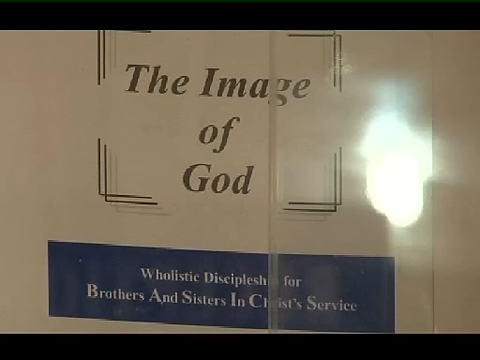 The Image
of
God
Wholistic Discipleship for
Brothers And Sisters In Christ's Service